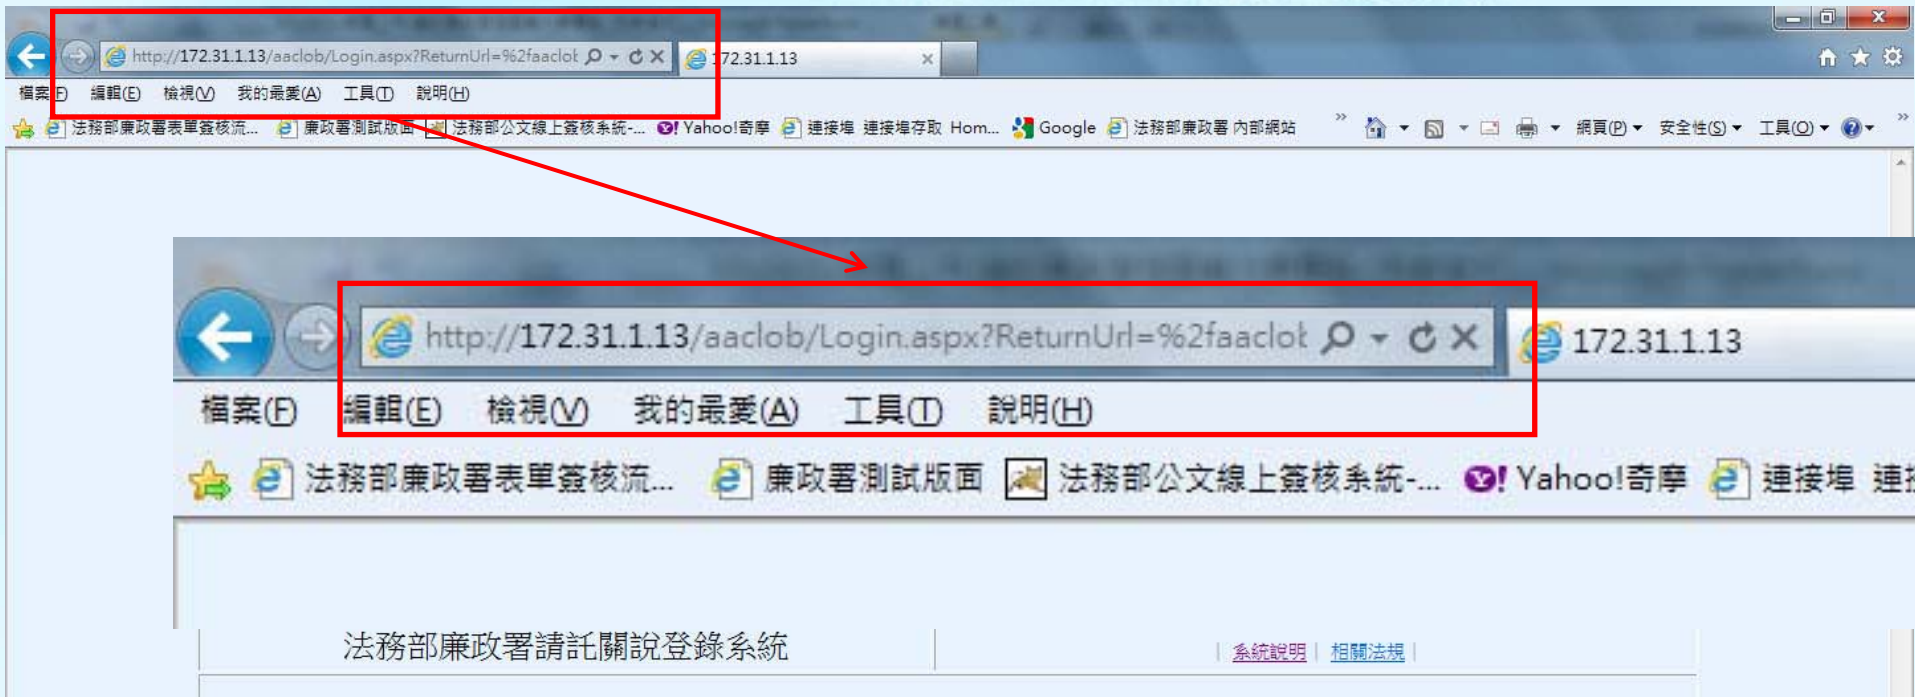 http://172.31.1.13/aaclob/Login.aspx?ReturnUrl=%2faaclob 172.31.1.13
檔案(F) 編輯(E) 檢視(V) 我的最愛(A) 工具(T) 說明(H)
法務部廉政署表單簽核流... 廉政署測試版面 法務部公文線上簽核系統-... Yahoo!奇摩 連接埠 連接埠存取 Hom... Google 法務部廉政署 內部網站 » 網頁(P) 安全性(S) 工具(O) »
http://172.31.1.13/aaclob/Login.aspx?ReturnUrl=%2faaclob 172.31.1.13
檔案(F) 編輯(E) 檢視(V) 我的最愛(A) 工具(T) 說明(H)
法務部廉政署表單簽核流... 廉政署測試版面 法務部公文線上簽核系統-... Yahoo!奇摩 連接埠
法務部廉政署請託關說登錄系統 | 系統說明 | 相關法規 |